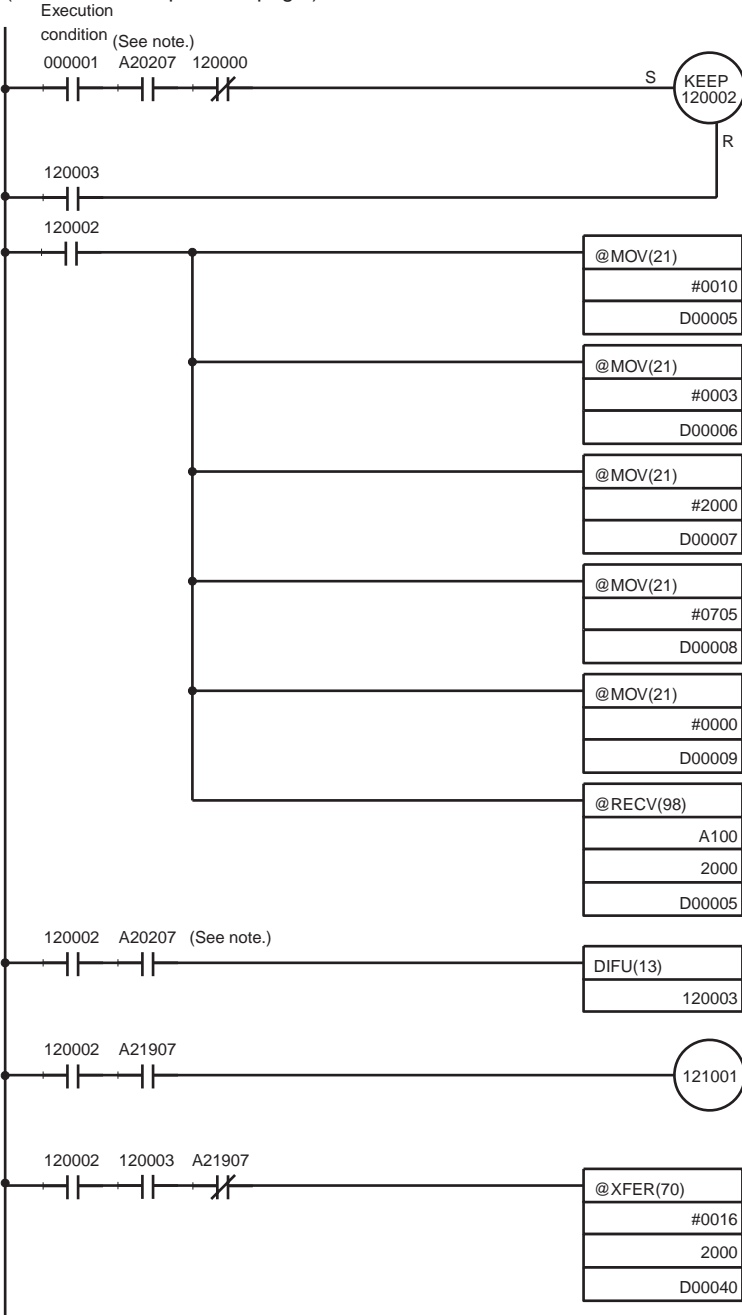 Execution
condition (See note.)
000001 A20207 120000
S
KEEP
120002
R
120003
120002
@MOV(21)
#0010
D00005
@MOV(21)
#0003
D00006
@MOV(21)
#2000
D00007
@MOV(21)
#0705
D00008
@MOV(21)
#0000
D00009
@RECV(98)
A100
2000
D00005
120002 A20207 (See note.)
DIFU(13)
120003
120002 A21907
121001
120002 120003 A21907
@XFER(70)
#0016
2000
D00040